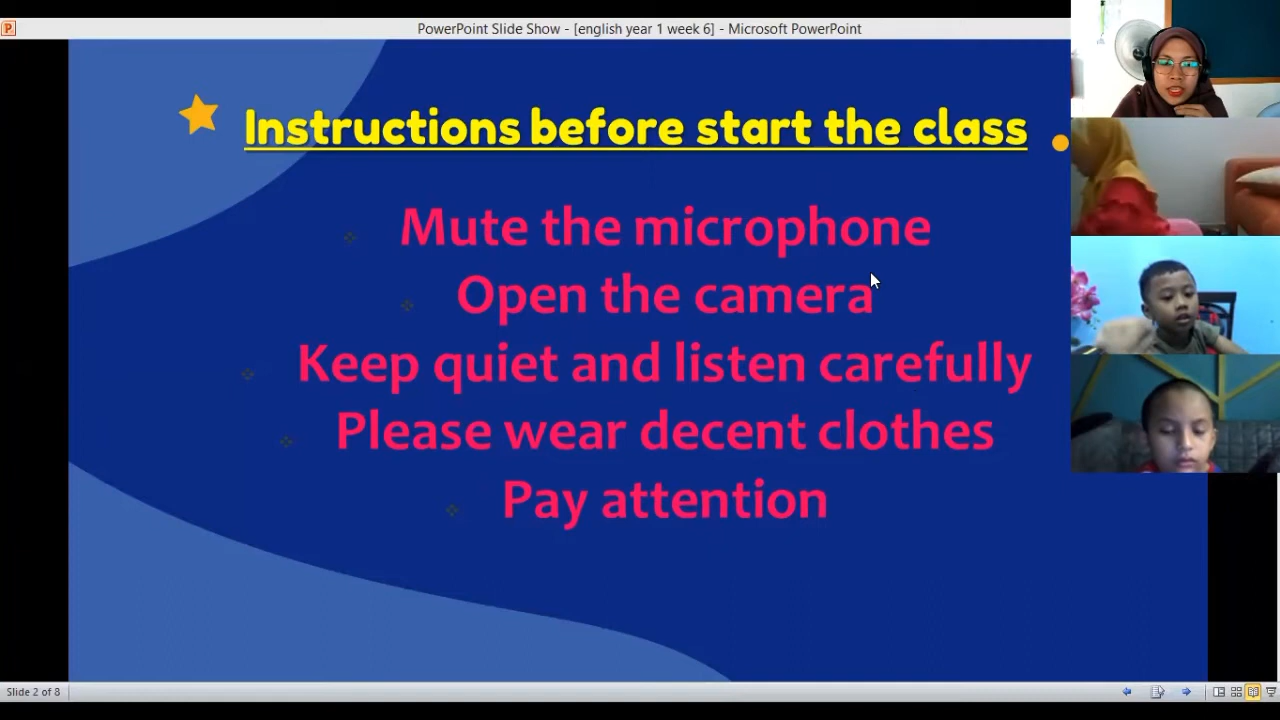 PowerPoint Slide Show - [english year 1 week 6] - Microsoft PowerPoint
Instructions before start the class
Mute the microphone
Open the camera
Keep quiet and listen carefully
Please wear decent clothes
Pay attention
Slide 2 of 8